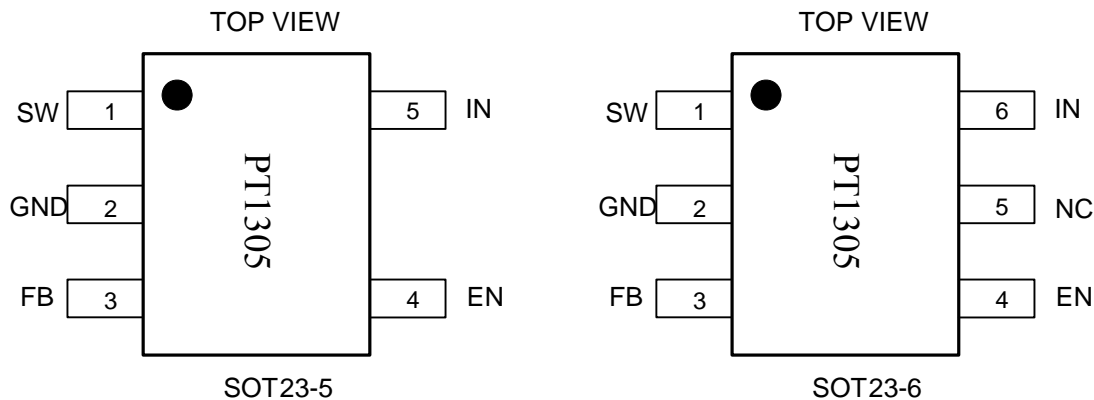 TOP VIEW
SW 1 5 IN
GND 2
FB 3 4 EN
PT1305
SOT23-5
TOP VIEW
SW 1 6 IN
GND 2 5 NC
FB 3 4 EN
PT1305
SOT23-6